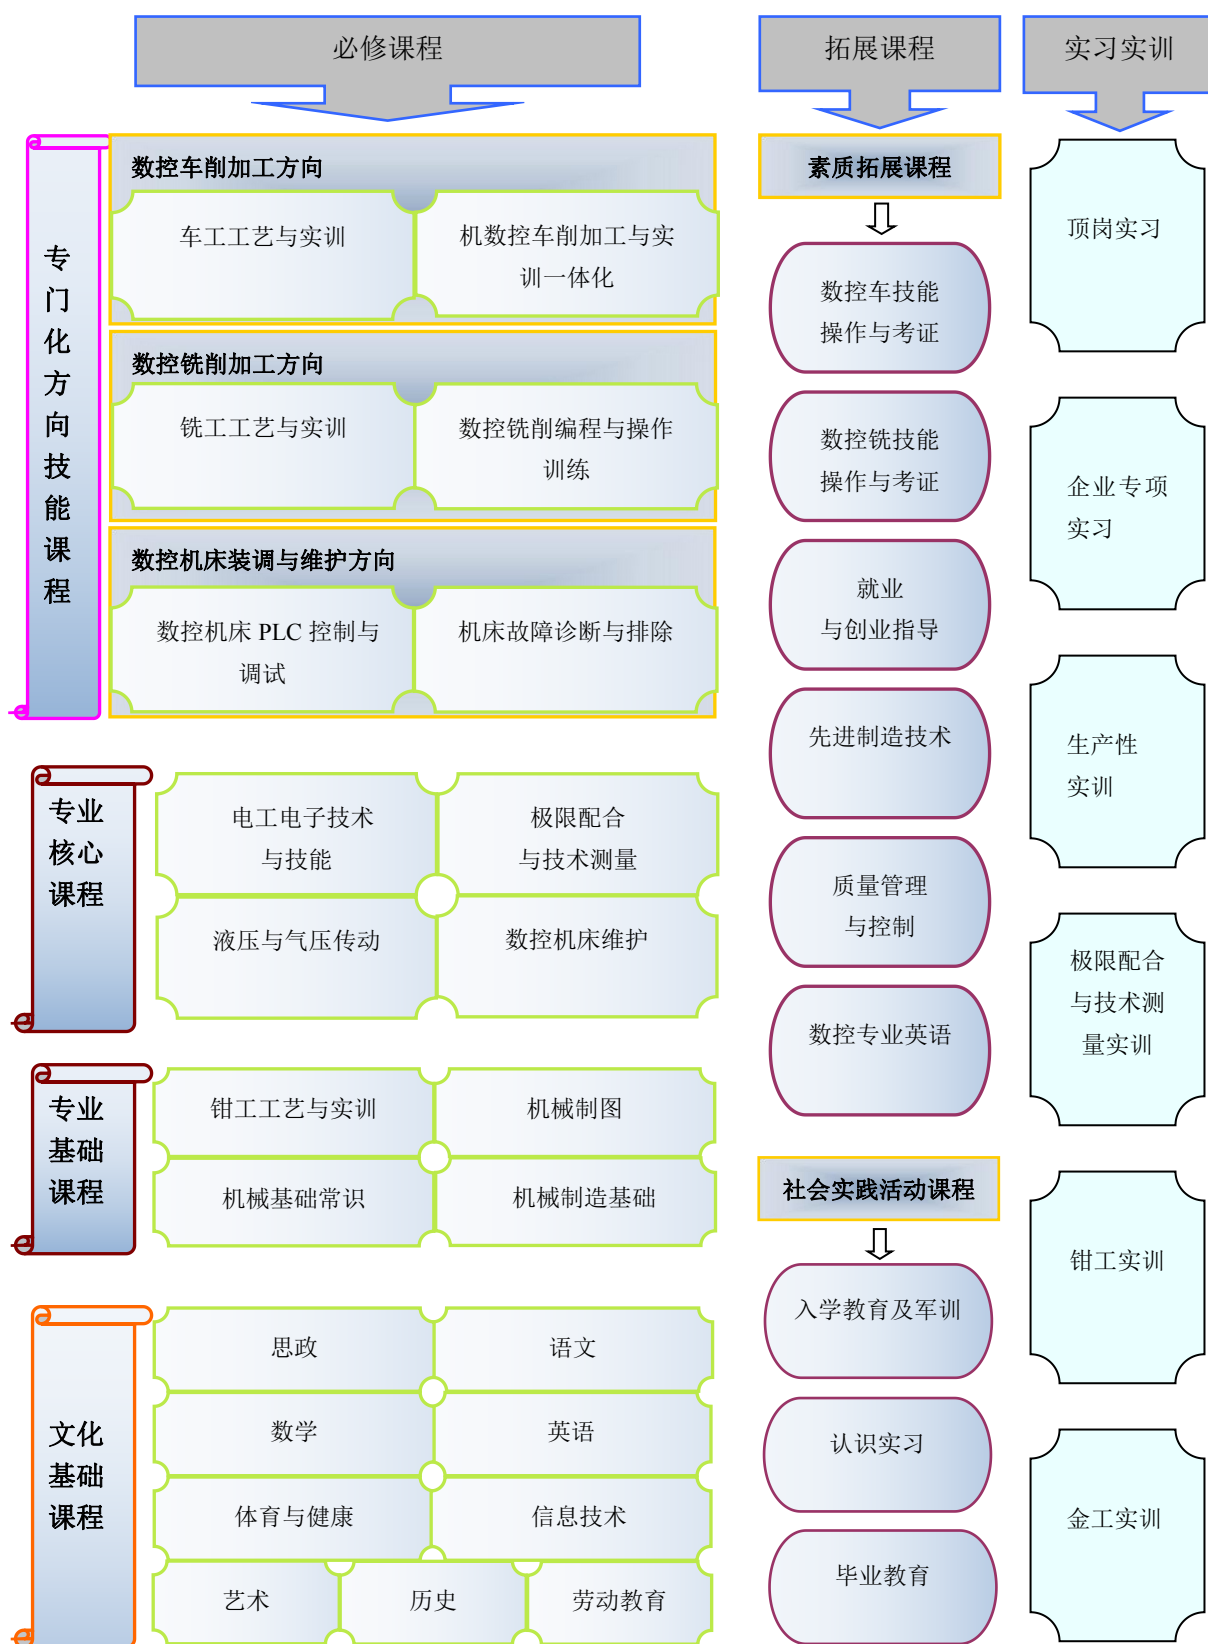 必修课程
拓展课程
实习实训
专
门
化
方
向
技
能
课
程
数控车削加工方向
车工工艺与实训
机数控车削加工与实
训一体化
数控铣削加工方向
铣工工艺与实训
数控铣削编程与操作
训练
数控机床装调与维护方向
数控机床 PLC 控制与
调试
机床故障诊断与排除
专业
核心
课程
电工电子技术
与技能
极限配合
与技术测量
液压与气压传动
数控机床维护
专业
基础
课程
钳工工艺与实训
机械制图
机械基础常识
机械制造基础
文化
基础
课程
思政
语文
数学
英语
体育与健康
信息技术
艺术
历史
劳动教育
素质拓展课程
数控车技能
操作与考证
数控铣技能
操作与考证
就业
与创业指导
先进制造技术
质量管理
与控制
数控专业英语
社会实践活动课程
入学教育及军训
认识实习
毕业教育
顶岗实习
企业专项
实习
生产性
实训
极限配合
与技术测
量实训
钳工实训
金工实训